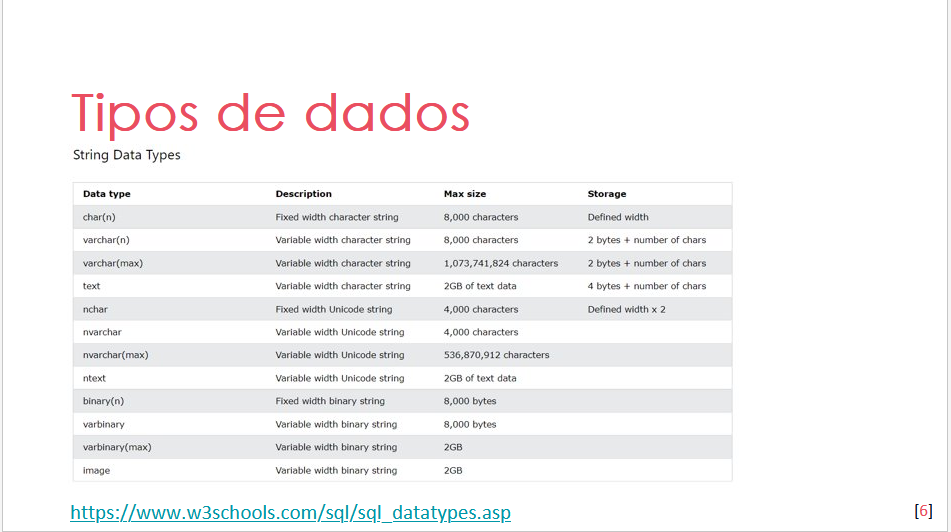 Tipos de dados
String Data Types
Data type Description Max size Storage
char(n) Fixed width character string 8,000 characters Defined width
varchar(n) Variable width character string 8,000 characters 2 bytes + number of chars
varchar(max) Variable width character string 1,073,741,824 characters 2 bytes + number of chars
text Variable width character string 2GB of text data 4 bytes + number of chars
nchar Fixed width Unicode string 4,000 characters Defined width x 2
nvarchar Variable width Unicode string 4,000 characters
nvarchar(max) Variable width Unicode string 536,870,912 characters
ntext Variable width Unicode string 2GB of text data
binary(n) Fixed width binary string 8,000 bytes
varbinary Variable width binary string 8,000 bytes
varbinary(max) Variable width binary string 2GB
image Variable width binary string 2GB
https://www.w3schools.com/sql/sql_datatypes.asp
[6]